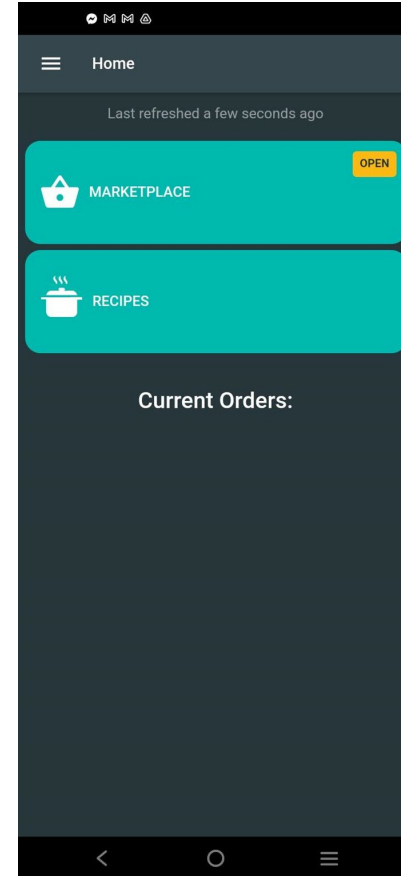 Home
Last refreshed a few seconds ago
OPEN
MARKETPLACE
RECIPES
Current Orders: